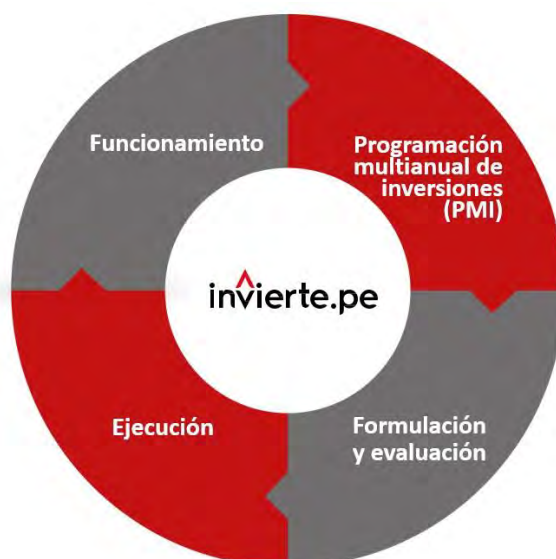 Funcionamiento
Programación
multianual de
inversiones
(PMI)
invierte.pe
Ejecución
Formulación
y evaluación